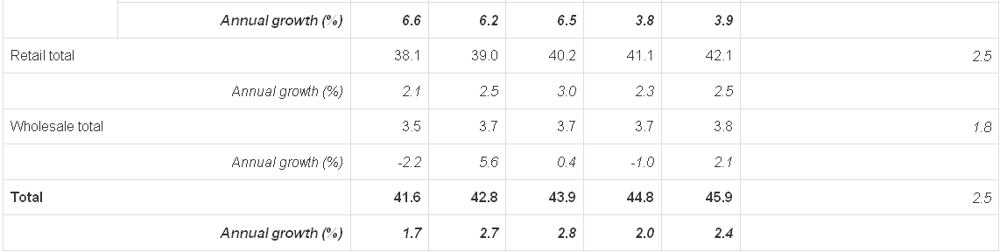 Annual growth (%) 6.6 6.2 6.5 3.8 3.9
Retail total 38.1 39.0 40.2 41.1 42.1 2.5
Annual growth (%) 2.1 2.5 3.0 2.3 2.5
Wholesale total 3.5 3.7 3.7 3.7 3.8 1.8
Annual growth (%) -2.2 5.6 0.4 -1.0 2.1
Total 41.6 42.8 43.9 44.8 45.9 2.5
Annual growth (%) 1.7 2.7 2.8 2.0 2.4